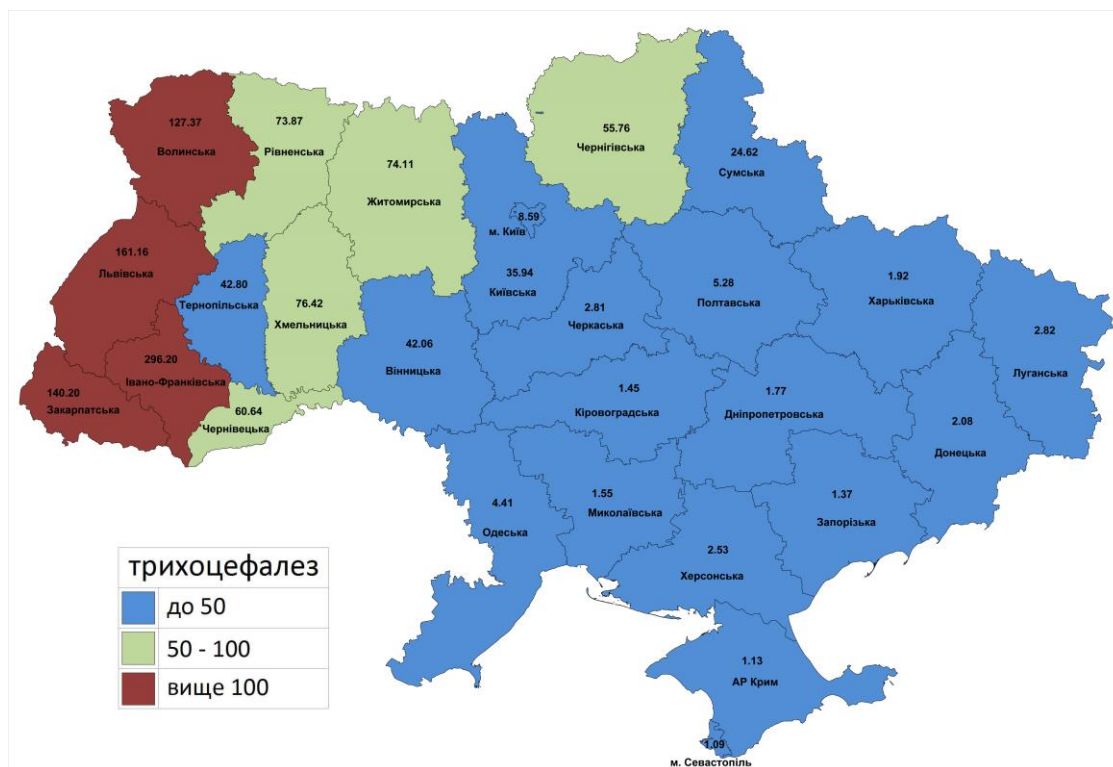 127.37
Волинська
73.87
Рівненська
74.11
Житомирська
55.76
Чернігівська
24.62
Сумська
8.59
м. Київ
35.94
Київська
161.16
Львівська
42.80
Тернопільська
76.42
Хмельницька
42.06
Вінницька
2.81
Черкаська
5.28
Полтавська
1.92
Харьківська
2.82
Луганська
296.20
Івано-Франківська
140.20
Закарпатська
60.64
Чернівецька
1.45
Кіровоградська
1.77
Дніпропетровська
2.08
Донецька
4.41
Одеська
1.55
Миколаївська
1.37
Запорізька
2.53
Херсонська
1.13
АР Крим
1.09
м. Севастопіль
трихоцефалез
до 50
50 - 100
вище 100